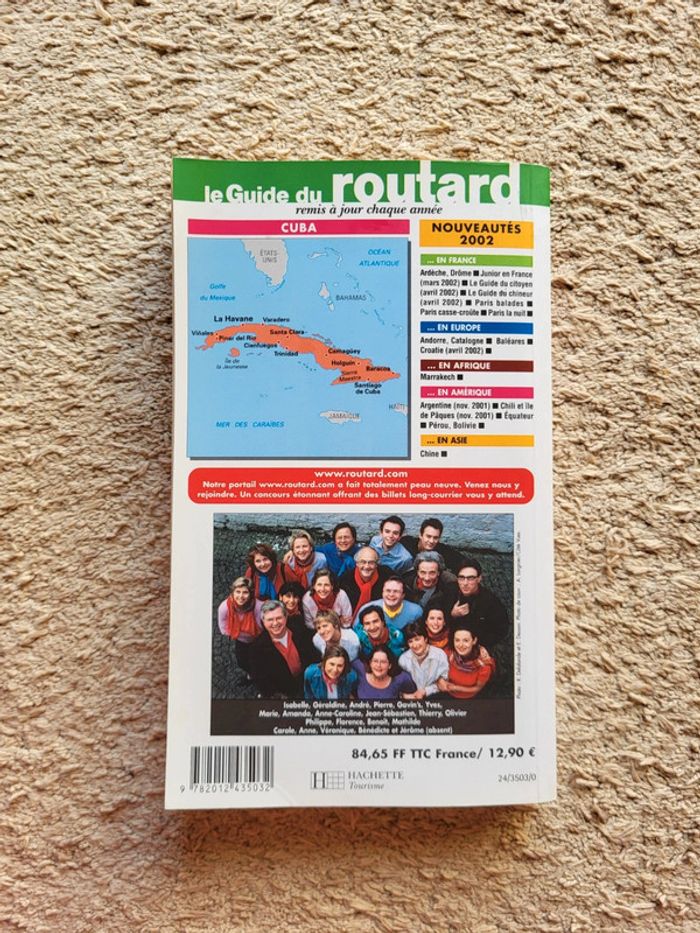 le Guide du routard
remis à jour chaque année
CUBA
ÉTATS-
UNIS
OCÉAN
ATLANTIQUE
Golfe
du Mexique
BAHAMAS
La Havane
Varadero
Viñales
Pinar del Río
Santa Clara
Cienfuegos
Trinidad
Camagüey
Île de
la Jeunesse
Holguín
Baracoa
Sierra
Maestra
Santiago
de Cuba
HAÏTI
JAMAÏQUE
MER DES CARAÏBES
NOUVEAUTÉS
2002
... EN FRANCE
Ardèche, Drôme ■ Junior en France
(mars 2002) ■ Le Guide du citoyen
(avril 2002) ■ Le Guide du chineur
(avril 2002) ■ Paris balades ■
Paris casse-croûte ■ Paris la nuit ■
... EN EUROPE
Andorre, Catalogne ■ Baléares ■
Croatie (avril 2002) ■
... EN AFRIQUE
Marrakech ■
... EN AMÉRIQUE
Argentine (nov. 2001) ■ Chili et île
de Pâques (nov. 2001) ■ Équateur
■ Pérou, Bolivie ■
... EN ASIE
Chine ■
www.routard.com
Notre portail www.routard.com a fait totalement peau neuve. Venez nous y
rejoindre. Un concours étonnant offrant des billets long-courrier vous y attend.
Isabelle, Géraldine, André, Pierre, Gavin's, Yves,
Marie, Amanda, Anne-Caroline, Jean-Sébastien, Thierry, Olivier
Philippe, Florence, Benoît, Mathilde
Carole, Anne, Véronique, Bénédicte et Jérôme (absent)
84,65 FF TTC France/ 12,90 €
9 782012 435032
H HACHETTE
Tourisme
24/3503/0